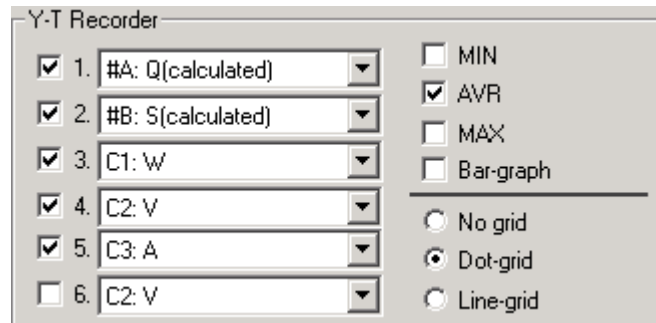 Y-T Recorder
1. #A: Q(calculated)
2. #B: S(calculated)
3. C1: W
4. C2: V
5. C3: A
6. C2: V
MIN
AVR
MAX
Bar-graph
No grid
Dot-grid
Line-grid